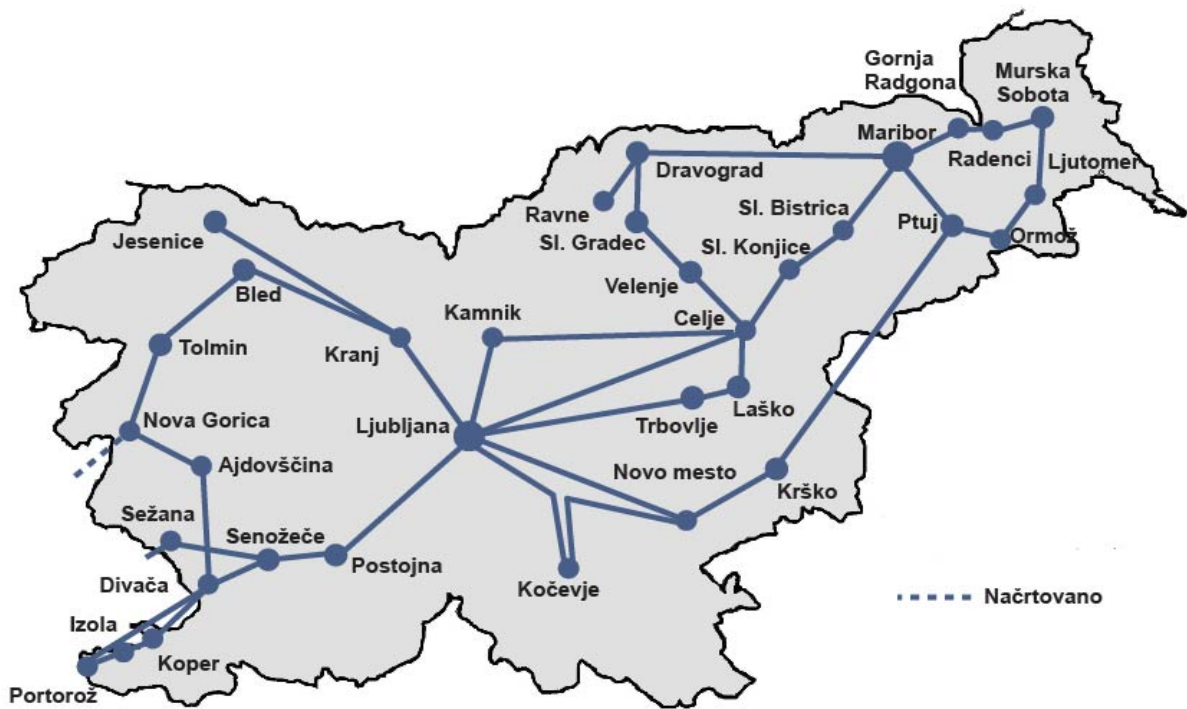 Gornja
Radgona
Murska
Sobota
Maribor
Radenci
Ljutomer
Dravograd
Ravne
Sl. Bistrica
Sl. Gradec
Ptuj
Ormož
Jesenice
Sl. Konjice
Velenje
Bled
Kamnik
Celje
Tolmin
Kranj
Laško
Trbovlje
Nova Gorica
Ljubljana
Ajdovščina
Novo mesto
Krško
Sežana
Senožeče
Postojna
Divača
Kočevje
Načrtovano
Izola
Koper
Portorož